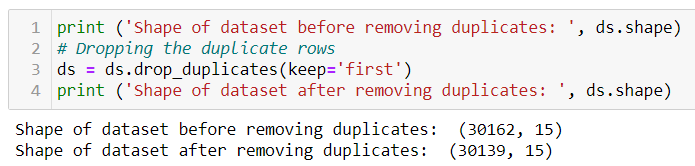 1 print ('Shape of dataset before removing duplicates: ', ds.shape)
2 # Dropping the duplicate rows
3 ds = ds.drop_duplicates(keep='first')
4 print ('Shape of dataset after removing duplicates: ', ds.shape)
Shape of dataset before removing duplicates:  (30162, 15)
Shape of dataset after removing duplicates:  (30139, 15)